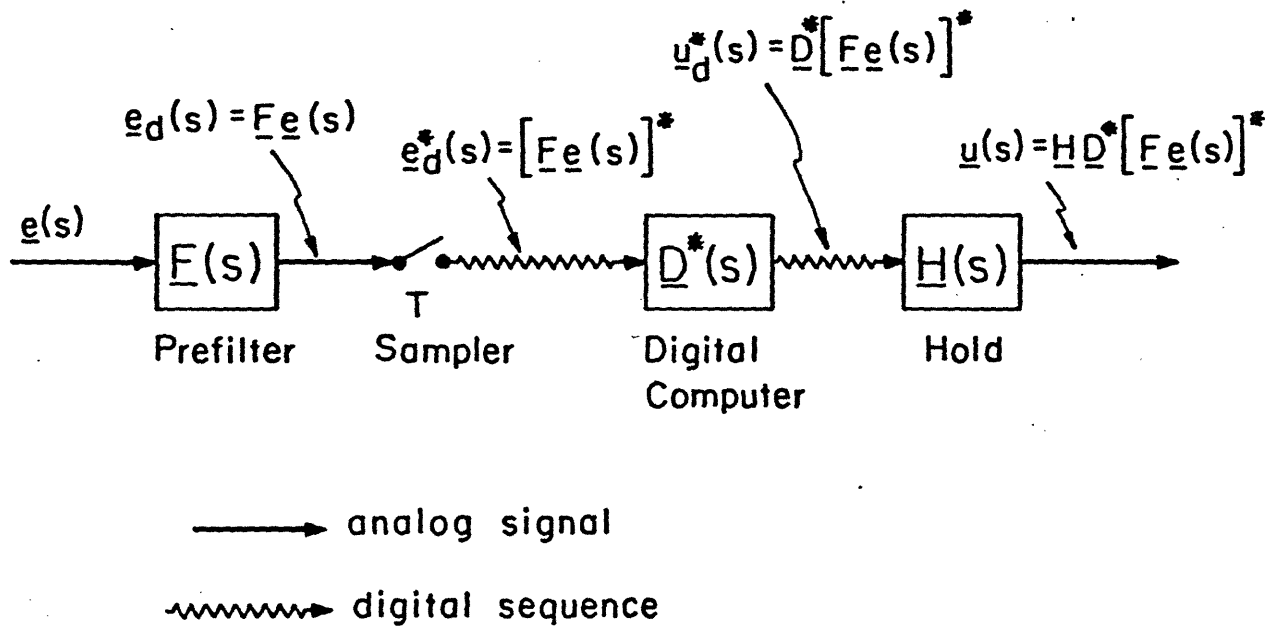 u*d(s) = D*[Fe(s)]*
ed(s) = Fe(s)
e*d(s) = [Fe(s)]*
u(s) = HD*[Fe(s)]*
e(s)
F(s)
D*(s)
H(s)
T
Prefilter
Sampler
Digital
Computer
Hold
analog signal
digital sequence